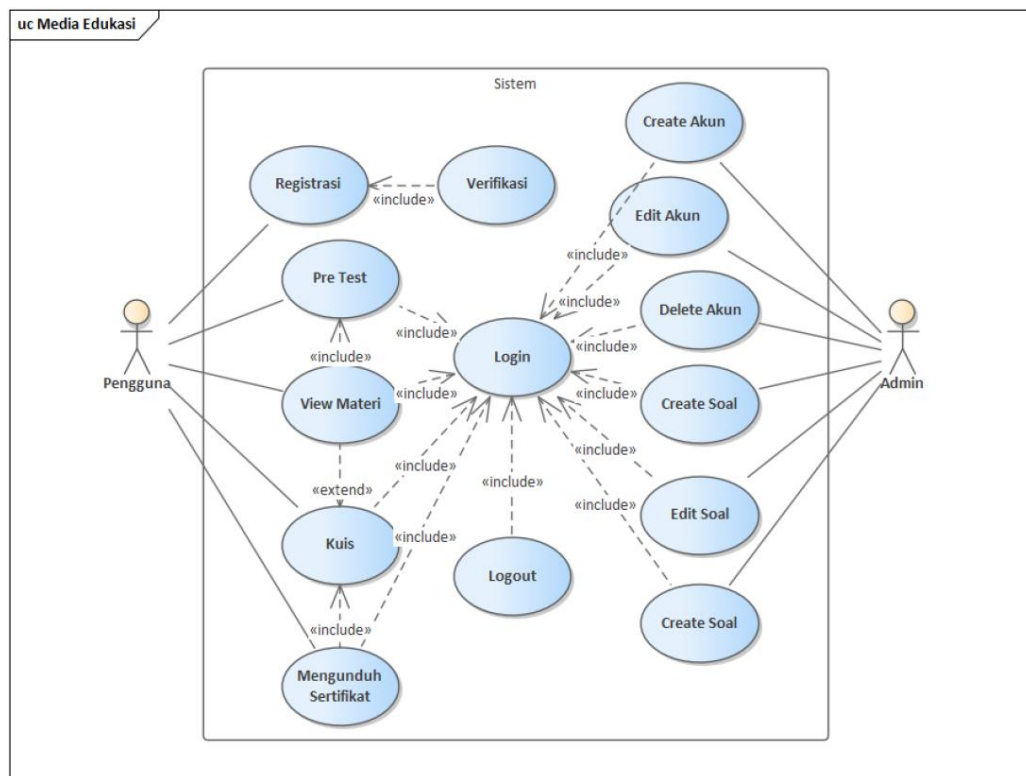 uc Media Edukasi
Sistem
Create Akun
Registrasi
«include»
Verifikasi
Edit Akun
«include»
Pre Test
«include»
«include»
Delete Akun
«include»
Pengguna
«include»
Login
Admin
View Materi
«include»
«include»
Create Soal
«include»
«include»
«extend»
«include»
«include»
Edit Soal
Kuis
«include»
Logout
Create Soal
«include»
Mengunduh
Sertifikat